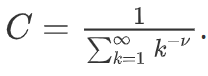 $C = \frac{1}{\sum_{k=1}^{\infty} k^{-\nu}}.$